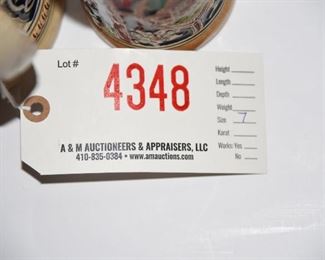 Lot #
4348
A & M AUCTIONEERS & APPRAISERS, LLC
410-835-0384 • www.amauctions.com
Height
Length
Depth
Weight
Size 7
Karat
Works: Yes
No